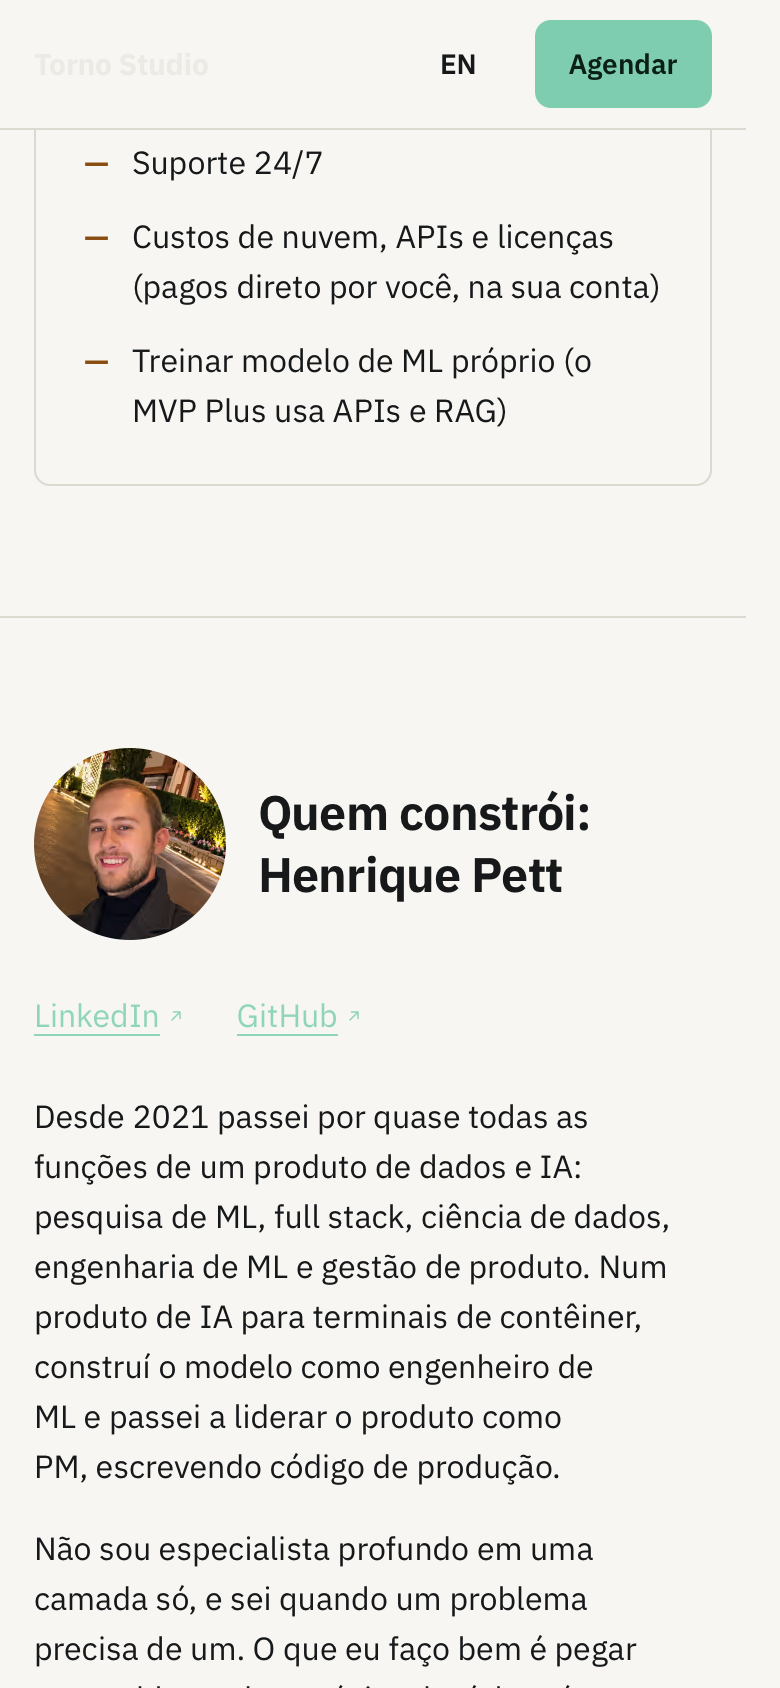 Torno Studio
EN
Agendar
— Suporte 24/7
— Custos de nuvem, APIs e licenças
(pagos direto por você, na sua conta)
— Treinar modelo de ML próprio (o
MVP Plus usa APIs e RAG)
Quem constrói:
Henrique Pett
LinkedIn ↗
GitHub ↗
Desde 2021 passei por quase todas as
funções de um produto de dados e IA:
pesquisa de ML, full stack, ciência de dados,
engenharia de ML e gestão de produto. Num
produto de IA para terminais de contêiner,
construí o modelo como engenheiro de
ML e passei a liderar o produto como
PM, escrevendo código de produção.
Não sou especialista profundo em uma
camada só, e sei quando um problema
precisa de um. O que eu faço bem é pegar